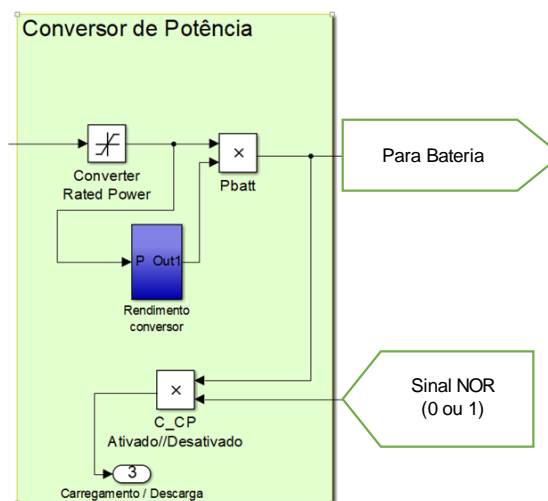 Conversor de Potência
Converter
Rated Power
×
Pbatt
Para Bateria
P Out1
Rendimento
conversor
×
C_CP
Ativado//Desativado
Sinal NOR
(0 ou 1)
3
Carregamento / Descarga